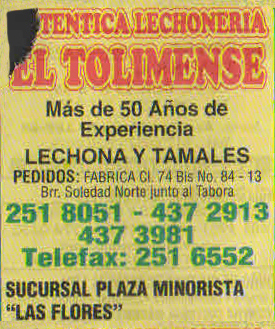 TENTICA LECHONERIA
EL TOLIMENSE
Más de 50 Años de
Experiencia
LECHONA Y TAMALES
PEDIDOS: FABRICA Cl. 74 Bis No. 84 - 13
Brr. Soledad Norte junto al Tabora
251 8051 - 437 2913
437 3981
Telefax: 251 6552
SUCURSAL PLAZA MINORISTA
"LAS FLORES"